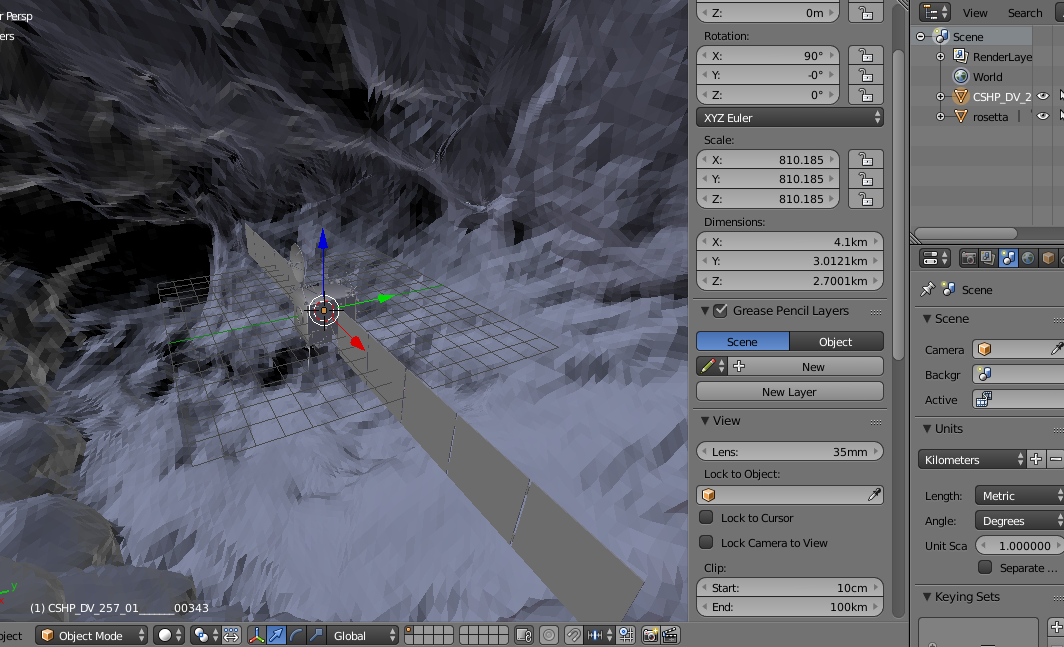 r Persp
ers
(1) CSHP_DV_257_01______00343
Z: 0m
Rotation:
X: 90°
Y: -0°
Z: 0°
XYZ Euler
Scale:
X: 810.185
Y: 810.185
Z: 810.185
Dimensions:
X: 4.1km
Y: 3.0121km
Z: 2.7001km
Grease Pencil Layers
Scene Object
New
New Layer
View
Lens: 35mm
Lock to Object:
Lock to Cursor
Lock Camera to View
Clip:
Start: 10cm
End: 100km
View Search
Scene
RenderLaye
World
CSHP_DV_2
rosetta
Scene
Scene
Camera
Backgr
Active
Units
Kilometers
Length: Metric
Angle: Degrees
Unit Sca 1.000000
Separate ...
Keying Sets
y
ject Object Mode Global